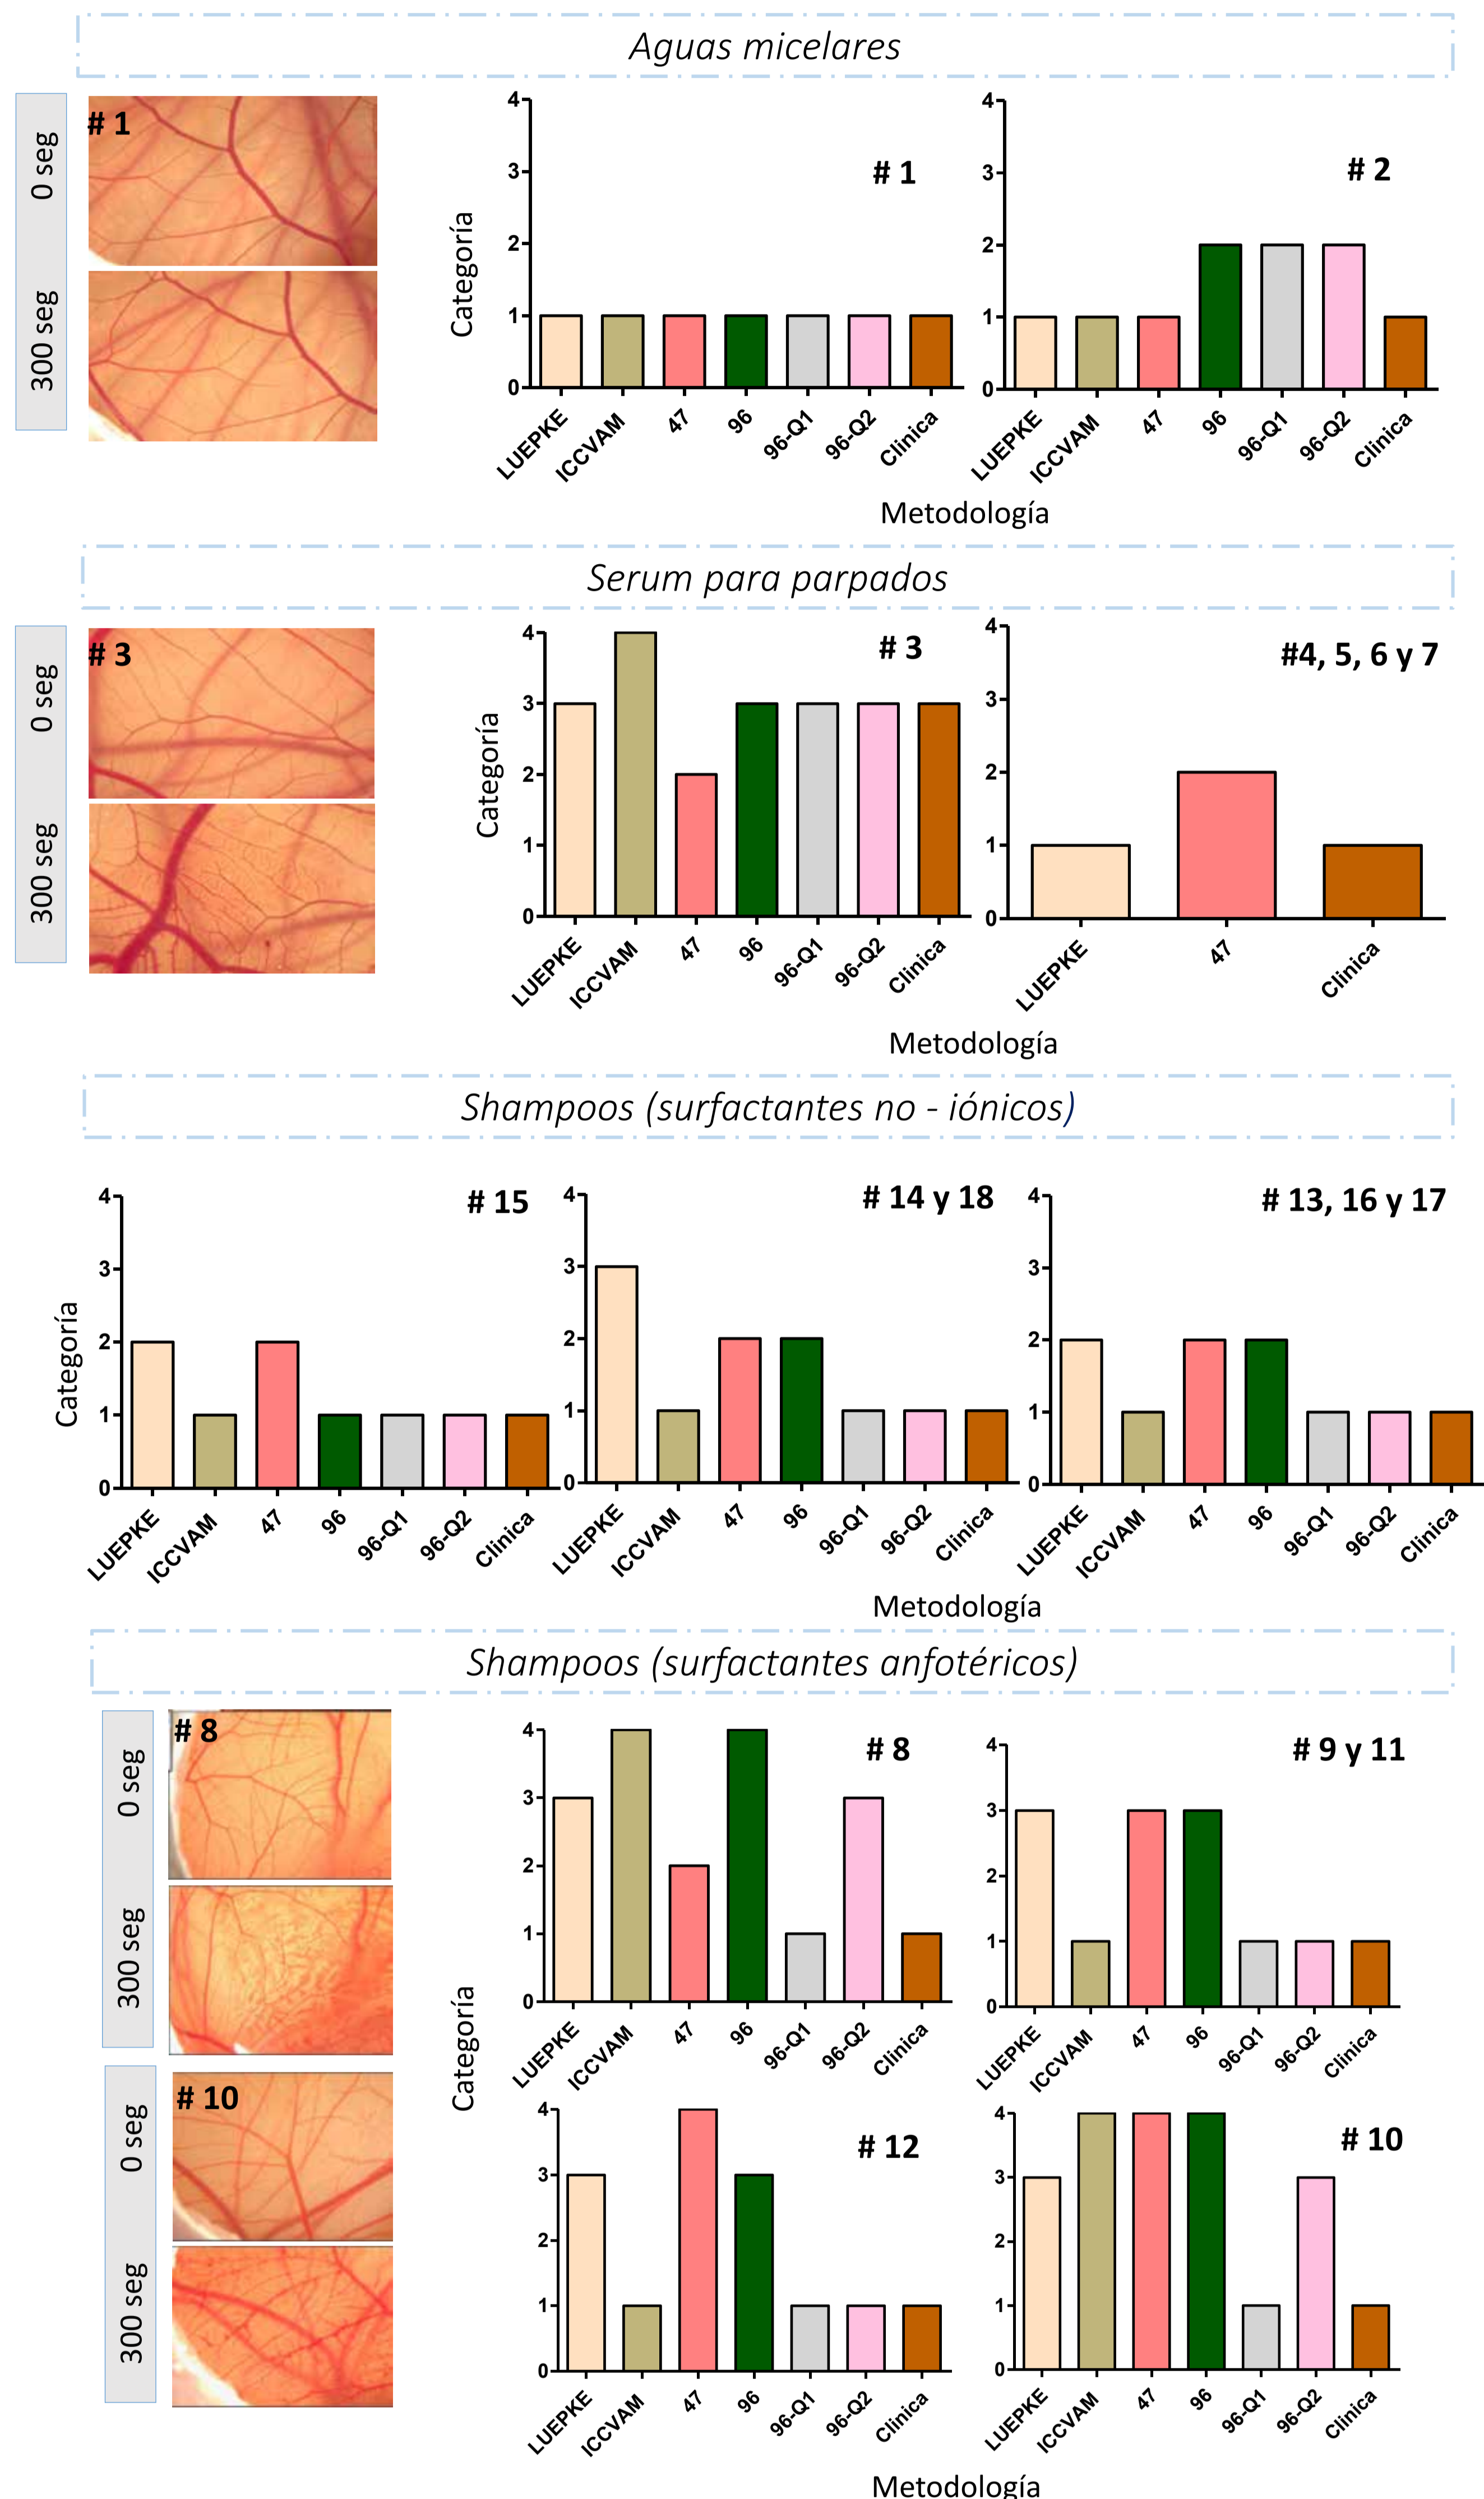 Aguas micelares
0 seg
300 seg
# 1
Categoría
4
3
2
1
0
# 1
LUEPKE
ICCVAM
47
96
96-Q1
96-Q2
Clinica
4
3
2
1
0
# 2
LUEPKE
ICCVAM
47
96
96-Q1
96-Q2
Clinica
Metodología
Serum para parpados
0 seg
300 seg
# 3
Categoría
4
3
2
1
0
# 3
LUEPKE
ICCVAM
47
96
96-Q1
96-Q2
Clinica
4
3
2
1
0
#4, 5, 6 y 7
LUEPKE
47
Clinica
Metodología
Shampoos (surfactantes no - iónicos)
Categoría
4
3
2
1
0
# 15
LUEPKE
ICCVAM
47
96
96-Q1
96-Q2
Clinica
4
3
2
1
0
# 14 y 18
LUEPKE
ICCVAM
47
96
96-Q1
96-Q2
Clinica
4
3
2
1
0
# 13, 16 y 17
LUEPKE
ICCVAM
47
96
96-Q1
96-Q2
Clinica
Metodología
Shampoos (surfactantes anfotéricos)
0 seg
300 seg
# 8
0 seg
300 seg
# 10
Categoría
4
3
2
1
0
# 8
LUEPKE
ICCVAM
47
96
96-Q1
96-Q2
Clinica
4
3
2
1
0
# 9 y 11
LUEPKE
ICCVAM
47
96
96-Q1
96-Q2
Clinica
4
3
2
1
0
# 12
LUEPKE
ICCVAM
47
96
96-Q1
96-Q2
Clinica
4
3
2
1
0
# 10
LUEPKE
ICCVAM
47
96
96-Q1
96-Q2
Clinica
Metodología